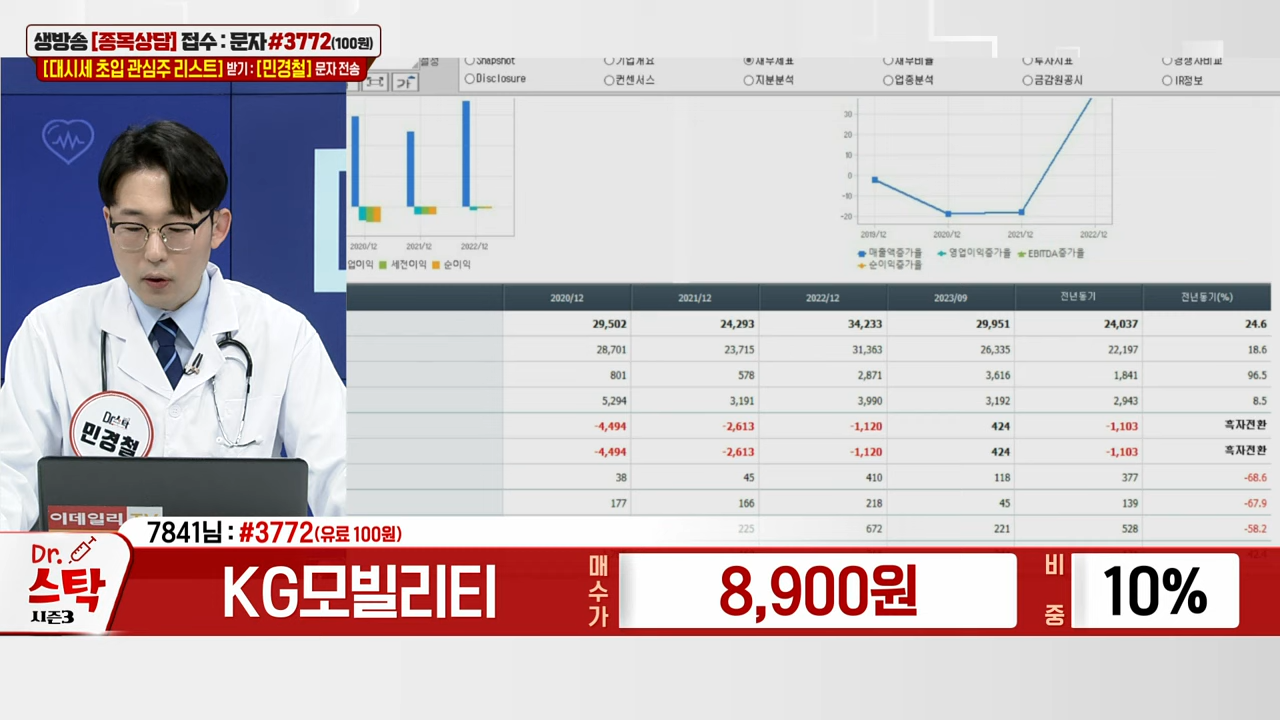 생방송 [종목상담] 접수 : 문자#3772(100원)
[대시세 초입 관심주 리스트] 받기 : [민경철] 문자 전송
설정
Snapshot 기업개요 재무제표 재무비율 투자지표 경쟁사비교
Disclosure 컨센서스 지분분석 업종분석 금감원공시 IR정보
가
30
20
10
0
-10
-20
2020/12 2021/12 2022/12
2019/12 2020/12 2021/12 2022/12
업이익 세전이익 순이익
매출액증가율 영업이익증가율 EBITDA증가율
순이익증가율
2020/12 2021/12 2022/12 2023/09 전년동기 전년동기(%)
29,502 24,293 34,233 29,951 24,037 24.6
28,701 23,715 31,363 26,335 22,197 18.6
801 578 2,871 3,616 1,841 96.5
5,294 3,191 3,990 3,192 2,943 8.5
-4,494 -2,613 -1,120 424 -1,103 흑자전환
-4,494 -2,613 -1,120 424 -1,103 흑자전환
38 45 410 118 377 -68.6
177 166 218 45 139 -67.9
225 672 221 528 -58.2
Dr.스탁
민경철
이데일리 TV
7841님 : #3772(유료 100원)
Dr.
스탁
시즌3
KG모빌리티
매수가
8,900원
비중
10%